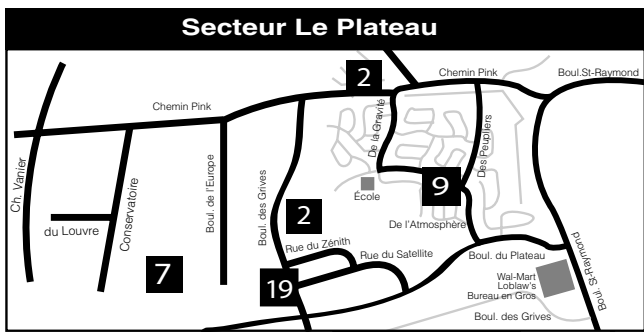 Secteur Le Plateau
2
Chemin Pink
Boul.St-Raymond
Chemin Pink
De la Gravité
Des Peupliers
Ch. Vanier
Conservatoire
Boul. de l'Europe
Boul. des Grives
9
École
2
du Louvre
De l'Atmosphère
Rue du Zénith
Rue du Satellite
Boul. du Plateau
Boul. St-Raymond
7
19
Wal-Mart
Loblaw's
Bureau en Gros
Boul. des Grives